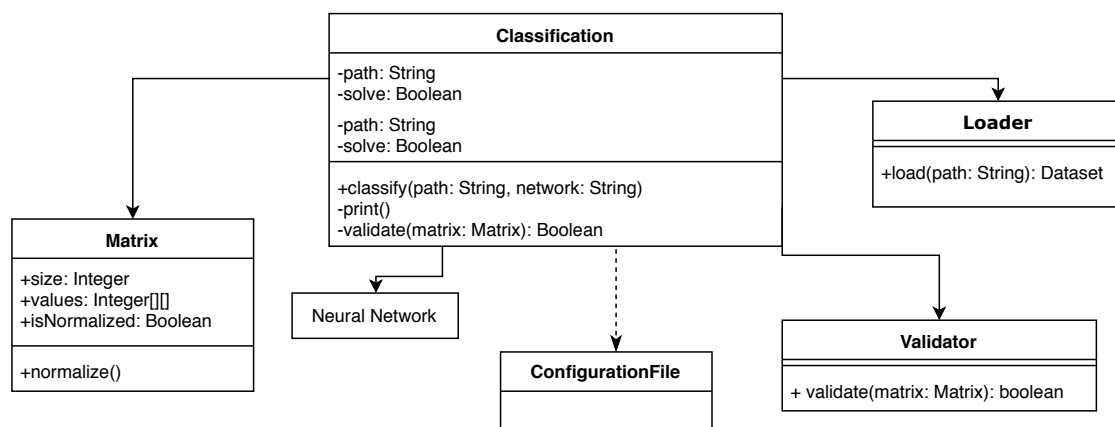 Classification
-path: String
-solve: Boolean
-path: String
-solve: Boolean
+classify(path: String, network: String)
-print()
-validate(matrix: Matrix): Boolean
Loader
+load(path: String): Dataset
Matrix
+size: Integer
+values: Integer[][]
+isNormalized: Boolean
+normalize()
Neural Network
ConfigurationFile
Validator
+ validate(matrix: Matrix): boolean